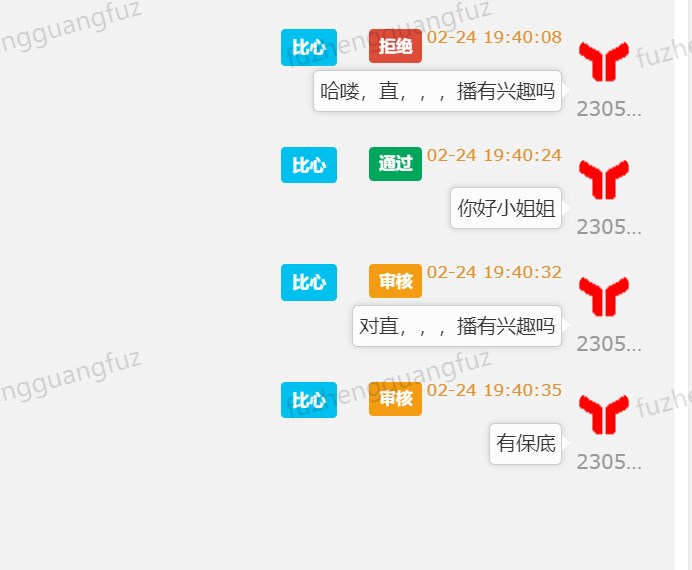 比心 拒绝 02-24 19:40:08
哈喽，直，，，播有兴趣吗
2305...
比心 通过 02-24 19:40:24
你好小姐姐
2305...
比心 审核 02-24 19:40:32
对直，，，播有兴趣吗
2305...
比心 审核 02-24 19:40:35
有保底
2305...
fuzhengguangfuz
ngguangfuz
fuzheng
ngguangfuz
fuzhengguangfuz
fuzheng